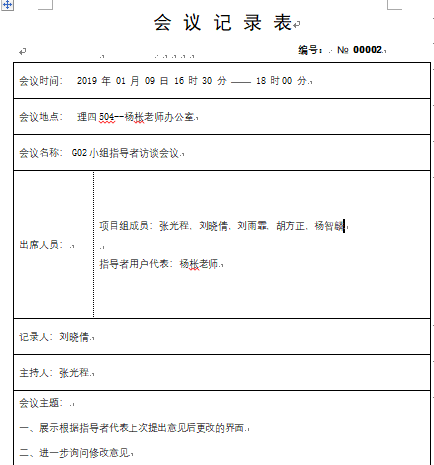 会 议 记 录 表
编号： № 00002
会议时间： 2019 年 01 月 09 日 16 时 30 分 —— 18 时 00 分
会议地点： 理四 504--杨枨老师办公室
会议名称： G02 小组指导者访谈会议
出席人员：
项目组成员：张光程、刘晓倩、刘雨霏，胡方正，杨智麟
指导者用户代表：杨枨老师
记录人：刘晓倩
主持人：张光程
会议主题：
一、展示根据指导者代表上次提出意见后更改的界面
二、进一步询问修改意见